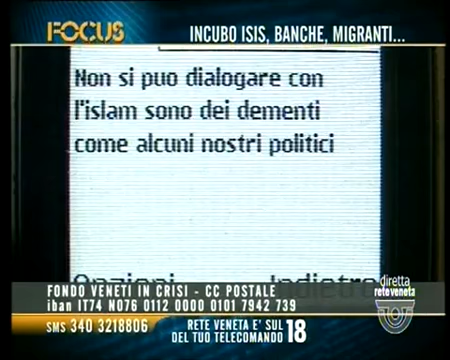 FOCUS
INCUBO ISIS, BANCHE, MIGRANTI...
Non si puo dialogare con
l'islam sono dei dementi
come alcuni nostri politici
Opzioni Indietro
FONDO VENETI IN CRISI - CC POSTALE
iban IT74 N076 0112 0000 0101 7942 739
diretta
reteveneta
SMS 340 3218806
RETE VENETA E' SUL
DEL TUO TELECOMANDO 18